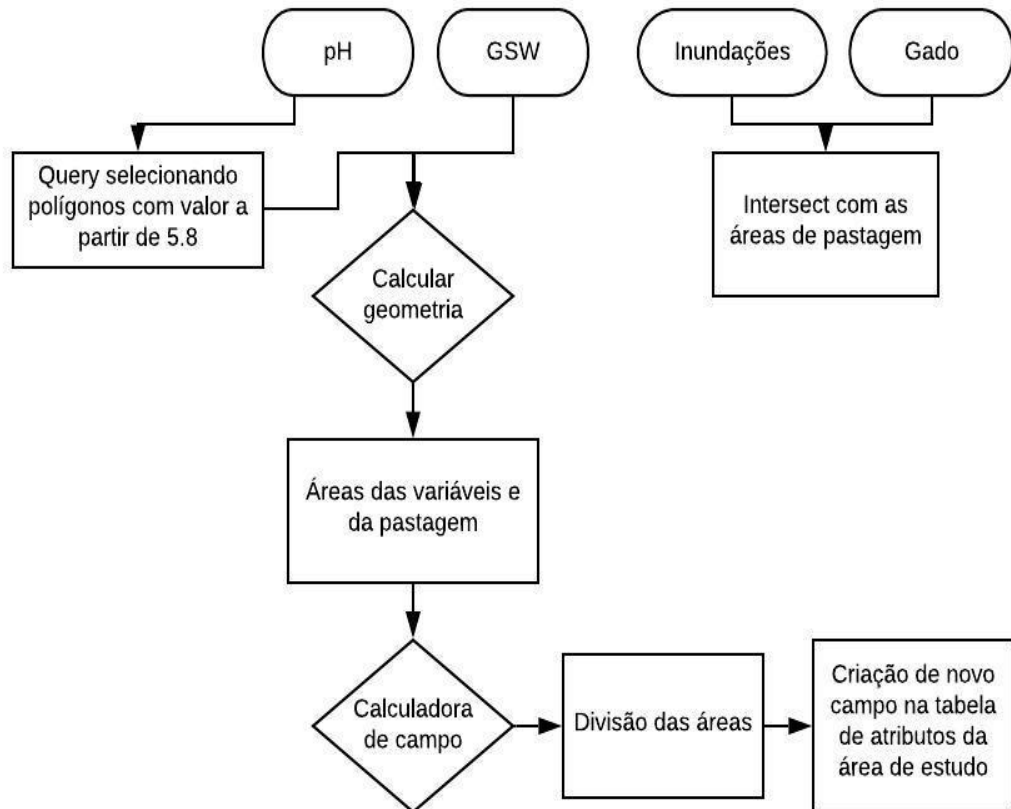 pH
GSW
Inundações
Gado
Query selecionando
polígonos com valor a
partir de 5.8
Intersect com as
áreas de pastagem
Calcular
geometria
Áreas das variáveis e
da pastagem
Calculadora
de campo
Divisão das áreas
Criação de novo
campo na tabela
de atributos da
área de estudo